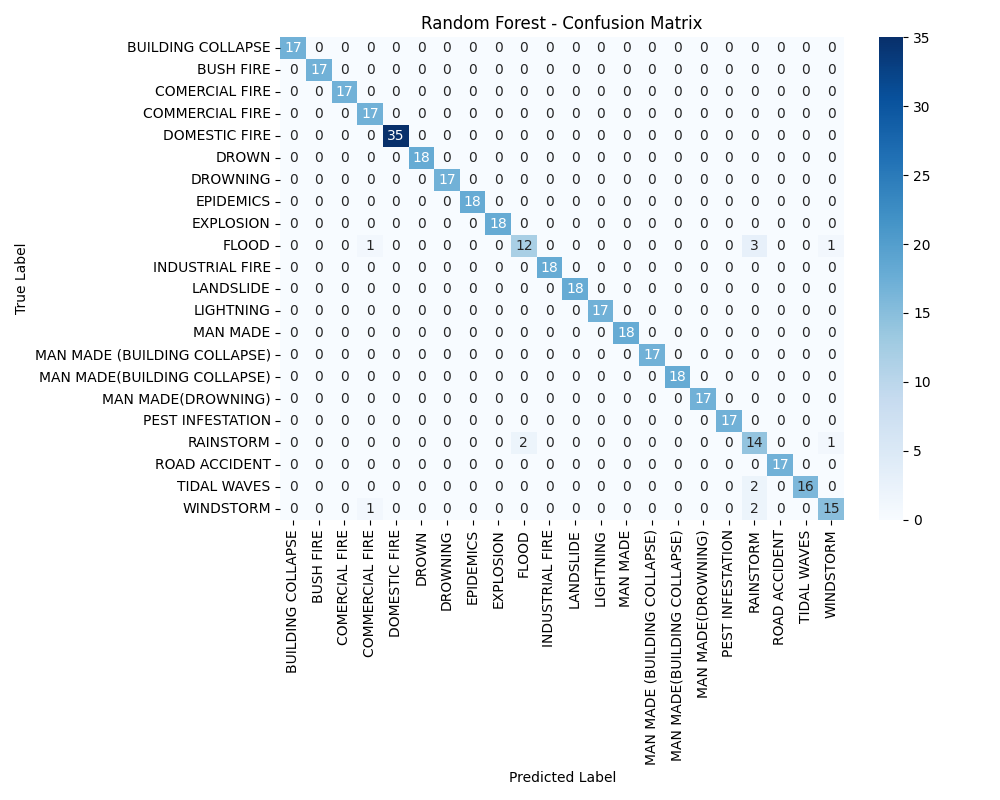 Random Forest - Confusion Matrix
BUILDING COLLAPSE 17 0 0 0 0 0 0 0 0 0 0 0 0 0 0 0 0 0 0 0 0 0
BUSH FIRE 0 17 0 0 0 0 0 0 0 0 0 0 0 0 0 0 0 0 0 0 0 0
COMERCIAL FIRE 0 0 17 0 0 0 0 0 0 0 0 0 0 0 0 0 0 0 0 0 0 0
COMMERCIAL FIRE 0 0 0 17 0 0 0 0 0 0 0 0 0 0 0 0 0 0 0 0 0 0
DOMESTIC FIRE 0 0 0 0 35 0 0 0 0 0 0 0 0 0 0 0 0 0 0 0 0 0
DROWN 0 0 0 0 0 18 0 0 0 0 0 0 0 0 0 0 0 0 0 0 0 0
DROWNING 0 0 0 0 0 0 17 0 0 0 0 0 0 0 0 0 0 0 0 0 0 0
EPIDEMICS 0 0 0 0 0 0 0 18 0 0 0 0 0 0 0 0 0 0 0 0 0 0
EXPLOSION 0 0 0 0 0 0 0 0 18 0 0 0 0 0 0 0 0 0 0 0 0 0
FLOOD 0 0 0 1 0 0 0 0 0 12 0 0 0 0 0 0 0 0 3 0 0 1
INDUSTRIAL FIRE 0 0 0 0 0 0 0 0 0 0 18 0 0 0 0 0 0 0 0 0 0 0
LANDSLIDE 0 0 0 0 0 0 0 0 0 0 0 18 0 0 0 0 0 0 0 0 0 0
LIGHTNING 0 0 0 0 0 0 0 0 0 0 0 0 17 0 0 0 0 0 0 0 0 0
MAN MADE 0 0 0 0 0 0 0 0 0 0 0 0 0 18 0 0 0 0 0 0 0 0
MAN MADE (BUILDING COLLAPSE) 0 0 0 0 0 0 0 0 0 0 0 0 0 0 17 0 0 0 0 0 0 0
MAN MADE(BUILDING COLLAPSE) 0 0 0 0 0 0 0 0 0 0 0 0 0 0 0 18 0 0 0 0 0 0
MAN MADE(DROWNING) 0 0 0 0 0 0 0 0 0 0 0 0 0 0 0 0 17 0 0 0 0 0
PEST INFESTATION 0 0 0 0 0 0 0 0 0 0 0 0 0 0 0 0 0 17 0 0 0 0
RAINSTORM 0 0 0 0 0 0 0 0 0 2 0 0 0 0 0 0 0 0 14 0 0 1
ROAD ACCIDENT 0 0 0 0 0 0 0 0 0 0 0 0 0 0 0 0 0 0 0 17 0 0
TIDAL WAVES 0 0 0 0 0 0 0 0 0 0 0 0 0 0 0 0 0 0 2 0 16 0
WINDSTORM 0 0 0 1 0 0 0 0 0 0 0 0 0 0 0 0 0 0 2 0 0 15
True Label
BUILDING COLLAPSE
BUSH FIRE
COMERCIAL FIRE
COMMERCIAL FIRE
DOMESTIC FIRE
DROWN
DROWNING
EPIDEMICS
EXPLOSION
FLOOD
INDUSTRIAL FIRE
LANDSLIDE
LIGHTNING
MAN MADE
MAN MADE (BUILDING COLLAPSE)
MAN MADE(BUILDING COLLAPSE)
MAN MADE(DROWNING)
PEST INFESTATION
RAINSTORM
ROAD ACCIDENT
TIDAL WAVES
WINDSTORM
Predicted Label
35
30
25
20
15
10
5
0